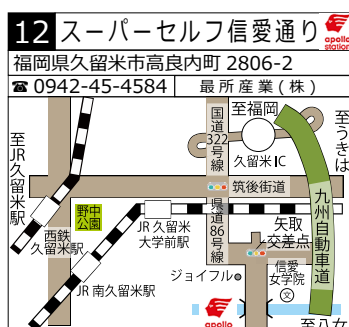 12 スーパーセルフ信愛通り apollo station
福岡県久留米市高良内町 2806-2
☎ 0942-45-4584 最所産業(株)
至福岡
至うきは
国道322号線
久留米IC
至JR久留米駅
筑後街道
野中公園
西鉄久留米駅
JR久留米大学前駅
県道86号線
矢取交差点
九州自動車道
ジョイフル
信愛女学院
文
JR南久留米駅
apollo
至八女